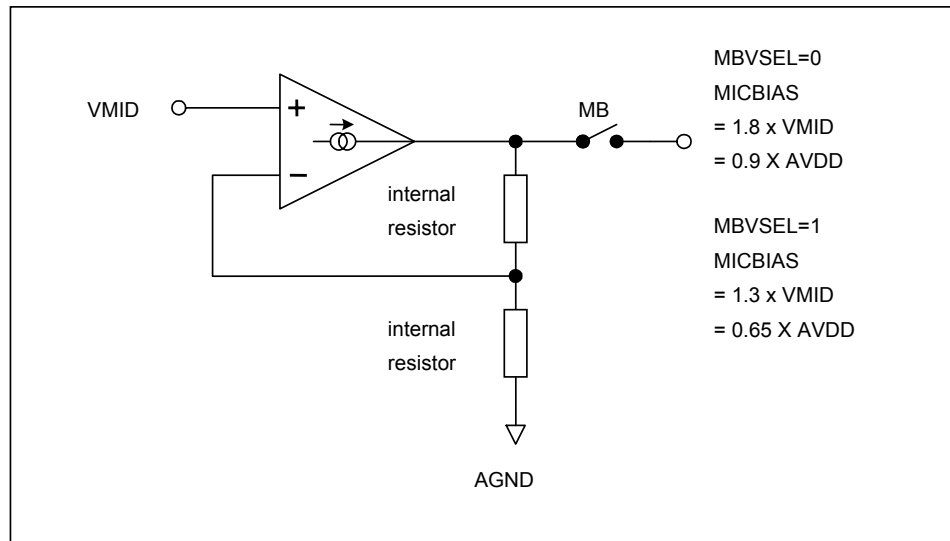 VMID
+
−
MB
internal
resistor
internal
resistor
AGND
MBVSEL=0
MICBIAS
= 1.8 x VMID
= 0.9 X AVDD
MBVSEL=1
MICBIAS
= 1.3 x VMID
= 0.65 X AVDD